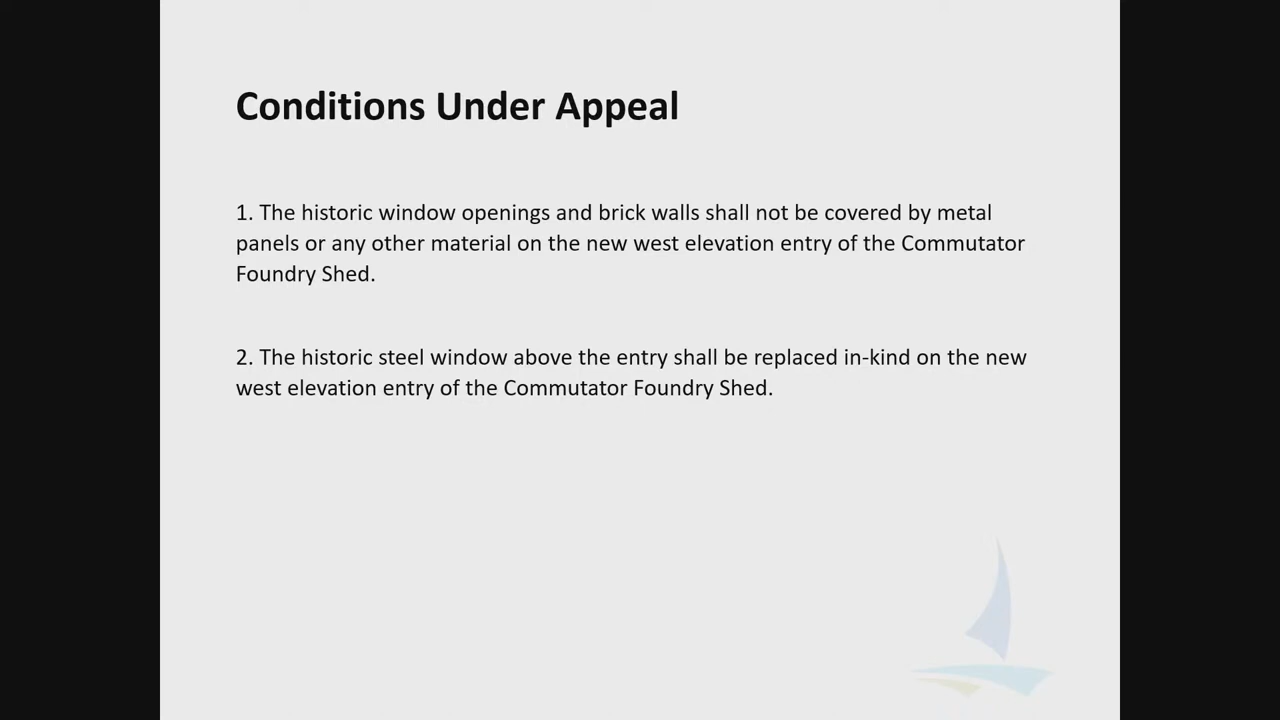 Conditions Under Appeal
1. The historic window openings and brick walls shall not be covered by metal
panels or any other material on the new west elevation entry of the Commutator
Foundry Shed.
2. The historic steel window above the entry shall be replaced in-kind on the new
west elevation entry of the Commutator Foundry Shed.